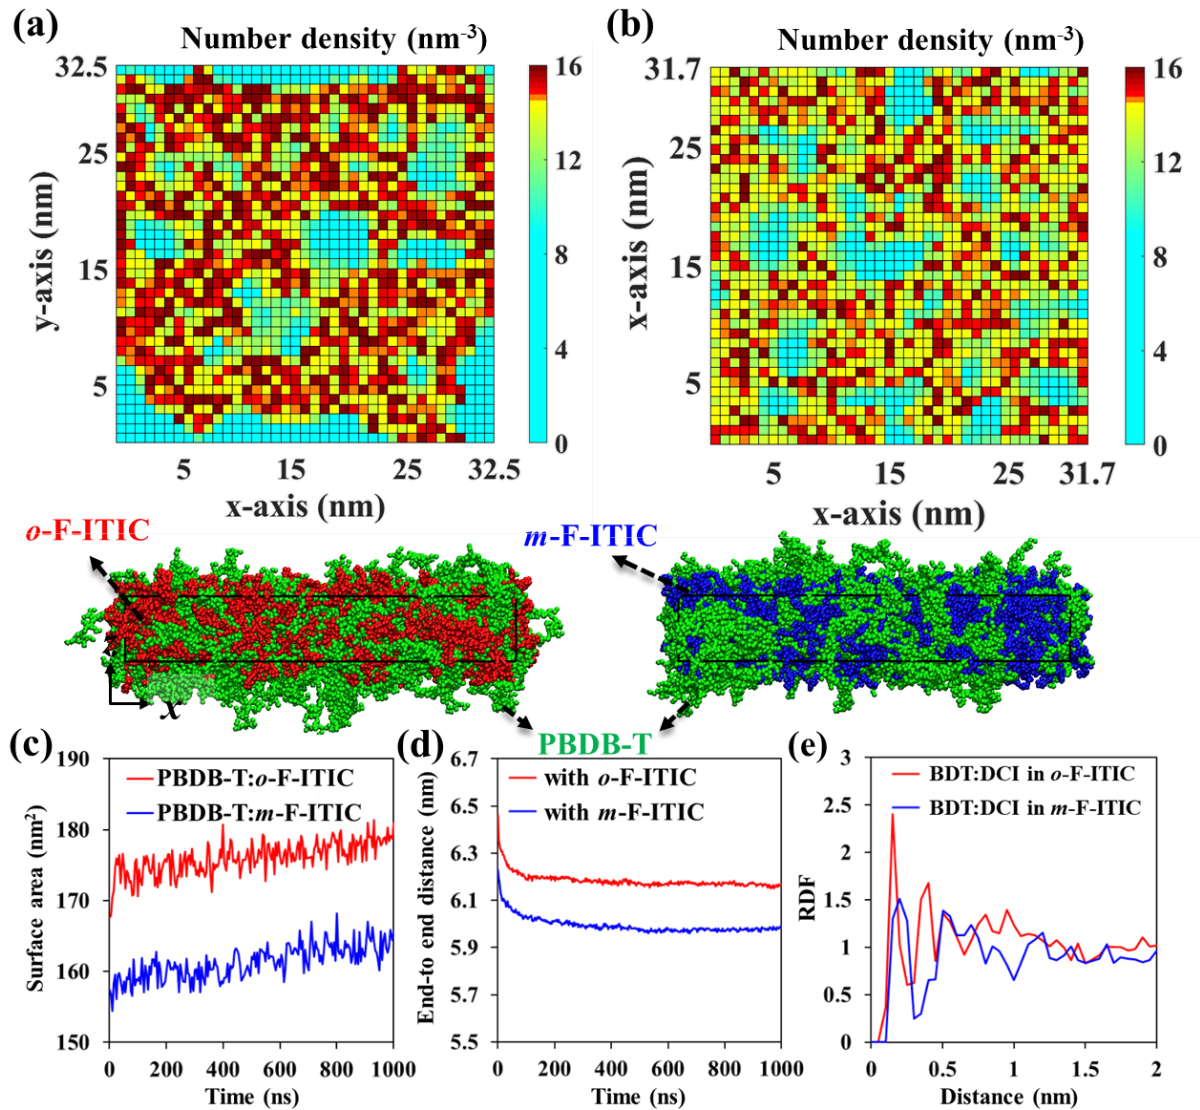 (a)
Number density (nm-3)
32.5
25
15
5
y-axis (nm)
5 15 25 32.5
x-axis (nm)
16
12
8
4
0
(b)
Number density (nm-3)
31.7
25
15
5
x-axis (nm)
5 15 25 31.7
x-axis (nm)
16
12
8
4
0
o-F-ITIC
m-F-ITIC
x
PBDB-T
(c)
190
180
170
160
150
Surface area (nm2)
PBDB-T:o-F-ITIC
PBDB-T:m-F-ITIC
0 200 400 600 800 1000
Time (ns)
(d)
6.7
6.5
6.3
6.1
5.9
5.7
5.5
End-to end distance (nm)
with o-F-ITIC
with m-F-ITIC
0 200 400 600 800 1000
Time (ns)
(e)
3
2.5
2
1.5
1
0.5
0
RDF
BDT:DCI in o-F-ITIC
BDT:DCI in m-F-ITIC
0 0.5 1 1.5 2
Distance (nm)